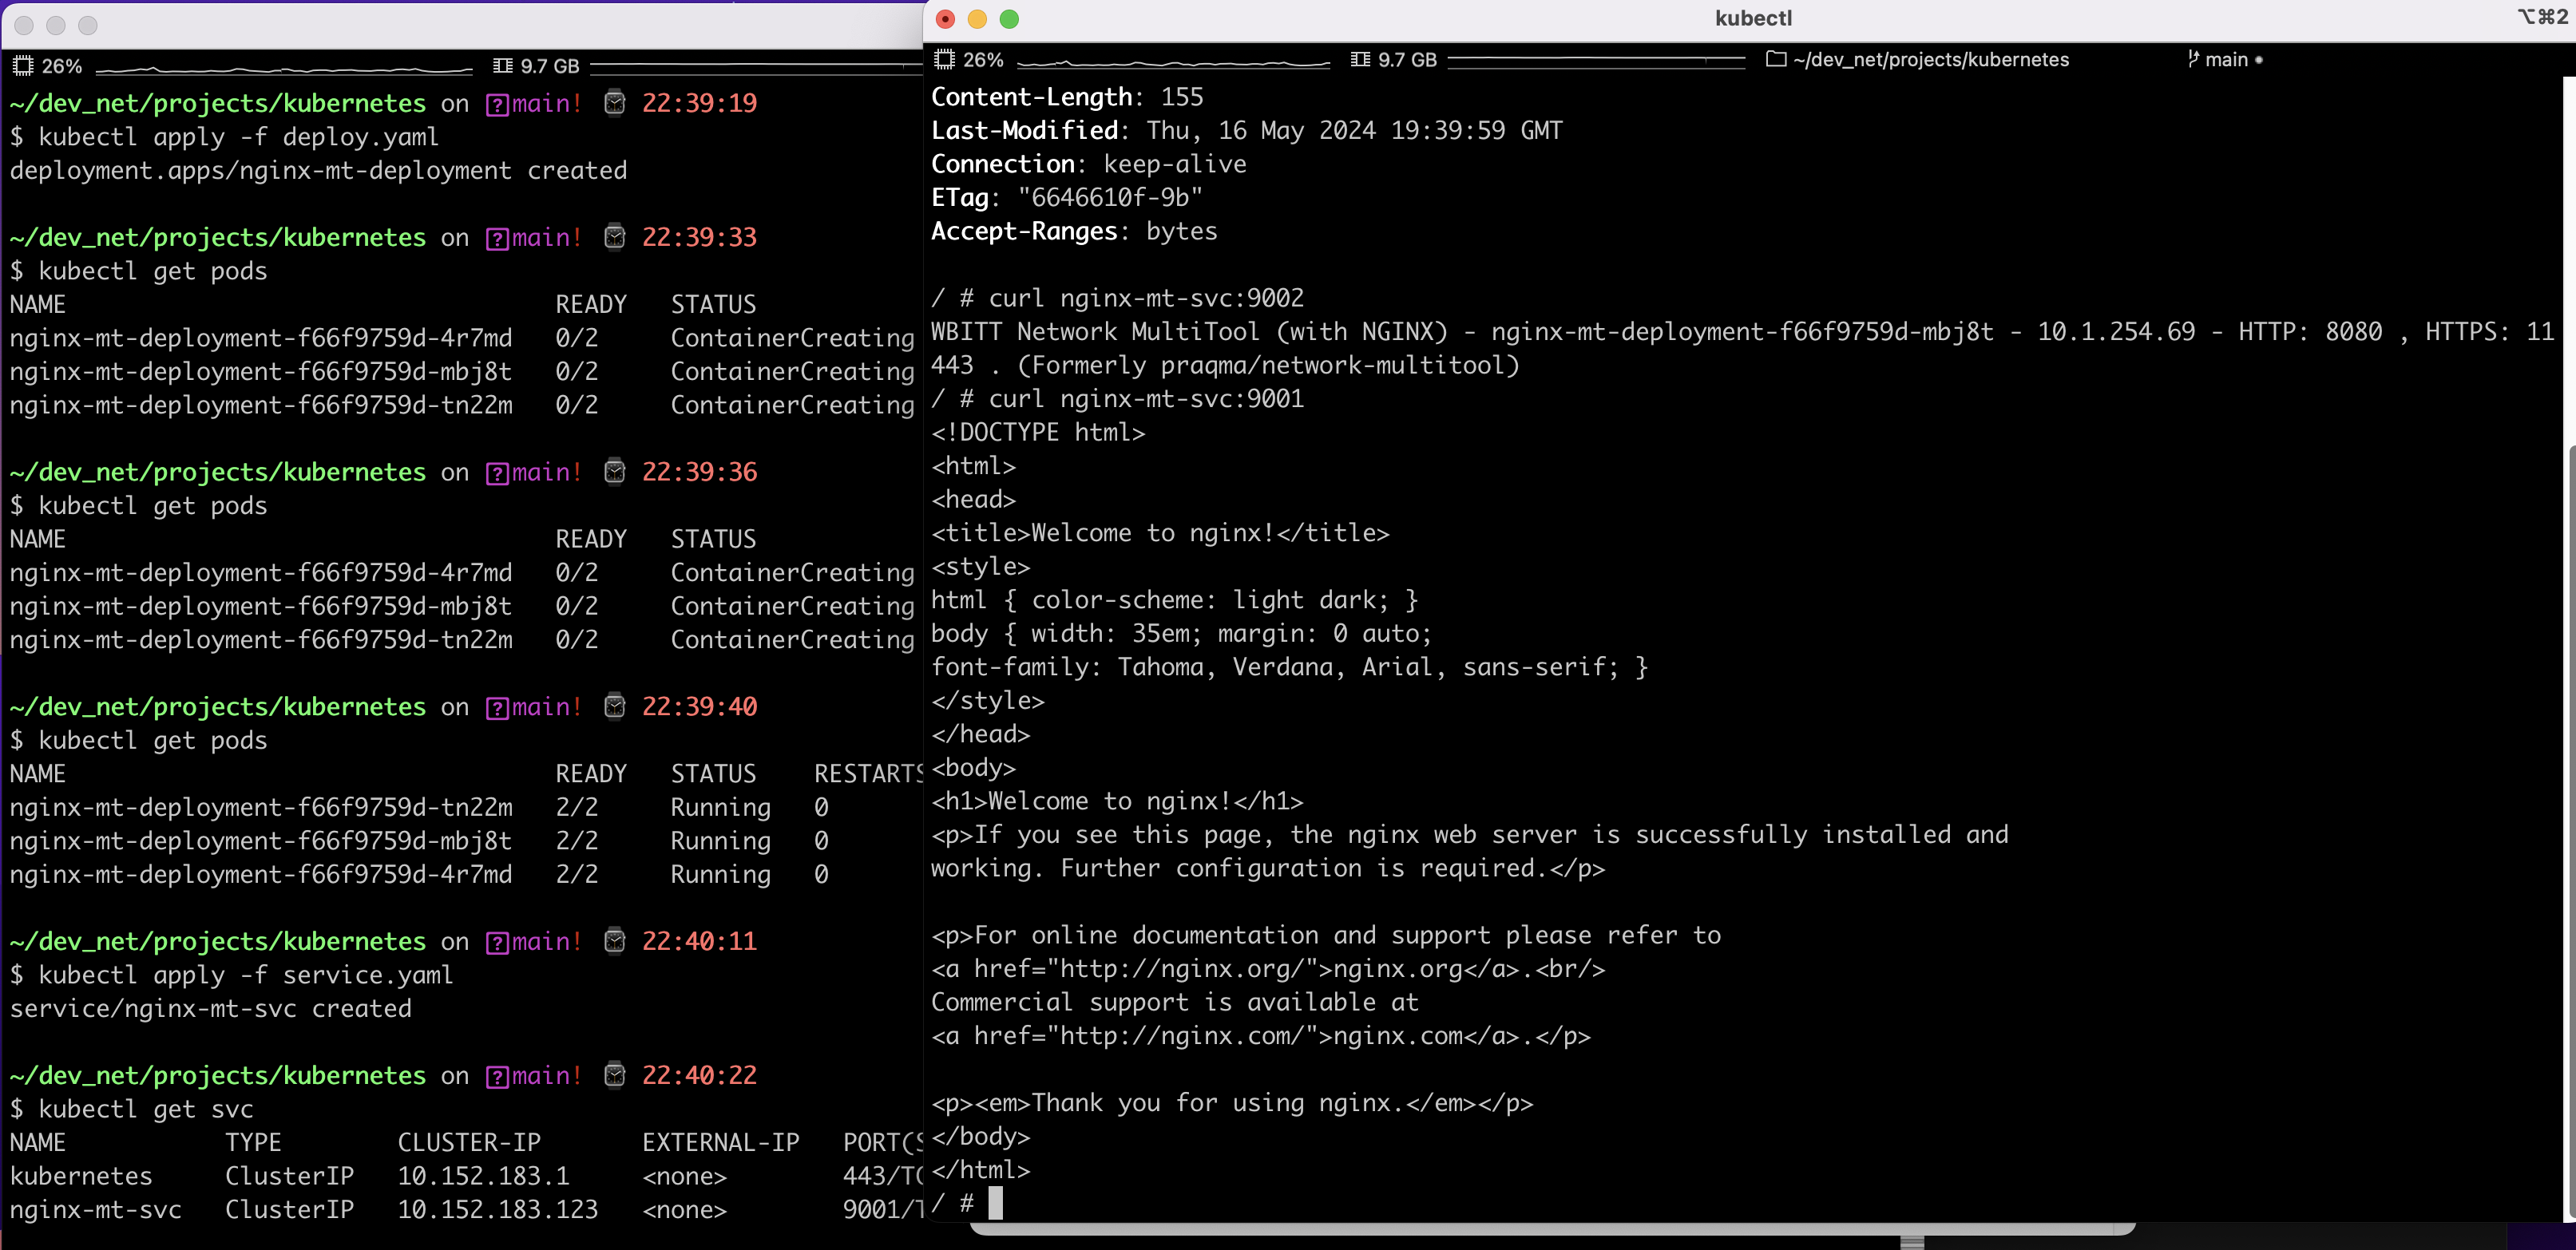 26% 9.7 GB
~/dev_net/projects/kubernetes on main! 22:39:19
$ kubectl apply -f deploy.yaml
deployment.apps/nginx-mt-deployment created
~/dev_net/projects/kubernetes on main! 22:39:33
$ kubectl get pods
NAME READY STATUS
nginx-mt-deployment-f66f9759d-4r7md 0/2 ContainerCreating
nginx-mt-deployment-f66f9759d-mbj8t 0/2 ContainerCreating
nginx-mt-deployment-f66f9759d-tn22m 0/2 ContainerCreating
~/dev_net/projects/kubernetes on main! 22:39:36
$ kubectl get pods
NAME READY STATUS
nginx-mt-deployment-f66f9759d-4r7md 0/2 ContainerCreating
nginx-mt-deployment-f66f9759d-mbj8t 0/2 ContainerCreating
nginx-mt-deployment-f66f9759d-tn22m 0/2 ContainerCreating
~/dev_net/projects/kubernetes on main! 22:39:40
$ kubectl get pods
NAME READY STATUS RESTARTS
nginx-mt-deployment-f66f9759d-tn22m 2/2 Running 0
nginx-mt-deployment-f66f9759d-mbj8t 2/2 Running 0
nginx-mt-deployment-f66f9759d-4r7md 2/2 Running 0
~/dev_net/projects/kubernetes on main! 22:40:11
$ kubectl apply -f service.yaml
service/nginx-mt-svc created
~/dev_net/projects/kubernetes on main! 22:40:22
$ kubectl get svc
NAME TYPE CLUSTER-IP EXTERNAL-IP PORT(S
kubernetes ClusterIP 10.152.183.1 <none> 443/TC
nginx-mt-svc ClusterIP 10.152.183.123 <none> 9001/T
kubectl ⌥⌘2
26% 9.7 GB ~/dev_net/projects/kubernetes main
Content-Length: 155
Last-Modified: Thu, 16 May 2024 19:39:59 GMT
Connection: keep-alive
ETag: "6646610f-9b"
Accept-Ranges: bytes
/ # curl nginx-mt-svc:9002
WBITT Network MultiTool (with NGINX) - nginx-mt-deployment-f66f9759d-mbj8t - 10.1.254.69 - HTTP: 8080 , HTTPS: 11
443 . (Formerly praqma/network-multitool)
/ # curl nginx-mt-svc:9001
<!DOCTYPE html>
<html>
<head>
<title>Welcome to nginx!</title>
<style>
html { color-scheme: light dark; }
body { width: 35em; margin: 0 auto;
font-family: Tahoma, Verdana, Arial, sans-serif; }
</style>
</head>
<body>
<h1>Welcome to nginx!</h1>
<p>If you see this page, the nginx web server is successfully installed and
working. Further configuration is required.</p>
<p>For online documentation and support please refer to
<a href="http://nginx.org/">nginx.org</a>.<br/>
Commercial support is available at
<a href="http://nginx.com/">nginx.com</a>.</p>
<p><em>Thank you for using nginx.</em></p>
</body>
</html>
/ #